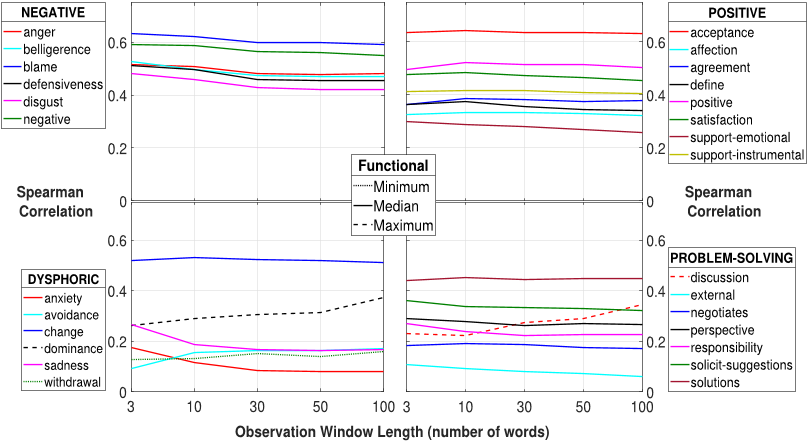 NEGATIVE
anger
belligerence
blame
defensiveness
disgust
negative
0.6
0.4
0.2
0
POSITIVE
acceptance
affection
agreement
define
positive
satisfaction
support-emotional
support-instrumental
0.6
0.4
0.2
0
Functional
Minimum
Median
Maximum
Spearman
Correlation
Spearman
Correlation
DYSPHORIC
anxiety
avoidance
change
dominance
sadness
withdrawal
0.6
0.4
0.2
0
3 10 30 50 100
PROBLEM-SOLVING
discussion
external
negotiates
perspective
responsibility
solicit-suggestions
solutions
0.6
0.4
0.2
0
3 10 30 50 100
Observation Window Length (number of words)